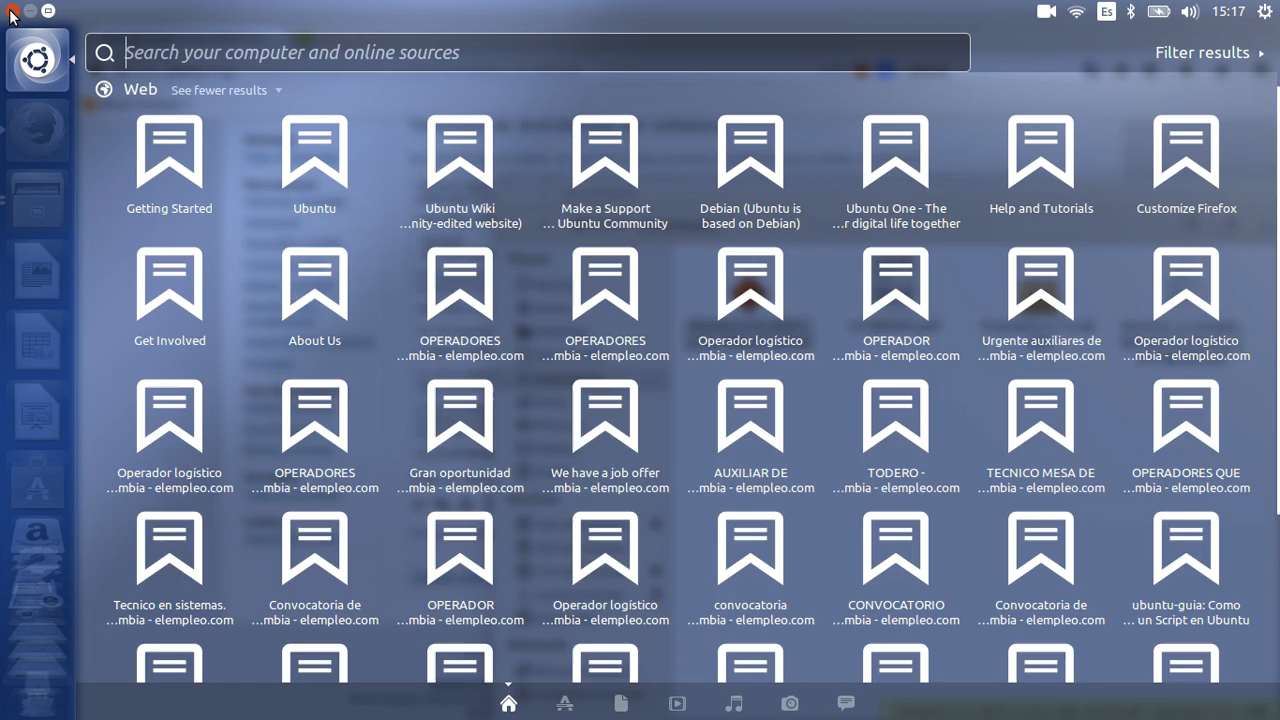 Es 15:17
Search your computer and online sources
Filter results
Web See fewer results
Getting Started
Ubuntu
Ubuntu Wiki
...nity-edited website)
Make a Support
... Ubuntu Community
Debian (Ubuntu is
based on Debian)
Ubuntu One - The
...r digital life together
Help and Tutorials
Customize Firefox
Get Involved
About Us
OPERADORES
...mbia - elempleo.com
OPERADORES
...mbia - elempleo.com
Operador logístico
...mbia - elempleo.com
OPERADOR
...mbia - elempleo.com
Urgente auxiliares de
...mbia - elempleo.com
Operador logístico
...mbia - elempleo.com
Operador logístico
...mbia - elempleo.com
OPERADORES
...mbia - elempleo.com
Gran oportunidad
...mbia - elempleo.com
We have a job offer
...mbia - elempleo.com
AUXILIAR DE
...mbia - elempleo.com
TODERO -
...mbia - elempleo.com
TECNICO MESA DE
...mbia - elempleo.com
OPERADORES QUE
...mbia - elempleo.com
Tecnico en sistemas.
...mbia - elempleo.com
Convocatoria de
...mbia - elempleo.com
OPERADOR
...mbia - elempleo.com
Operador logístico
...mbia - elempleo.com
convocatoria
...mbia - elempleo.com
CONVOCATORIO
...mbia - elempleo.com
Convocatoria de
...mbia - elempleo.com
ubuntu-guia: Como
... un Script en Ubuntu